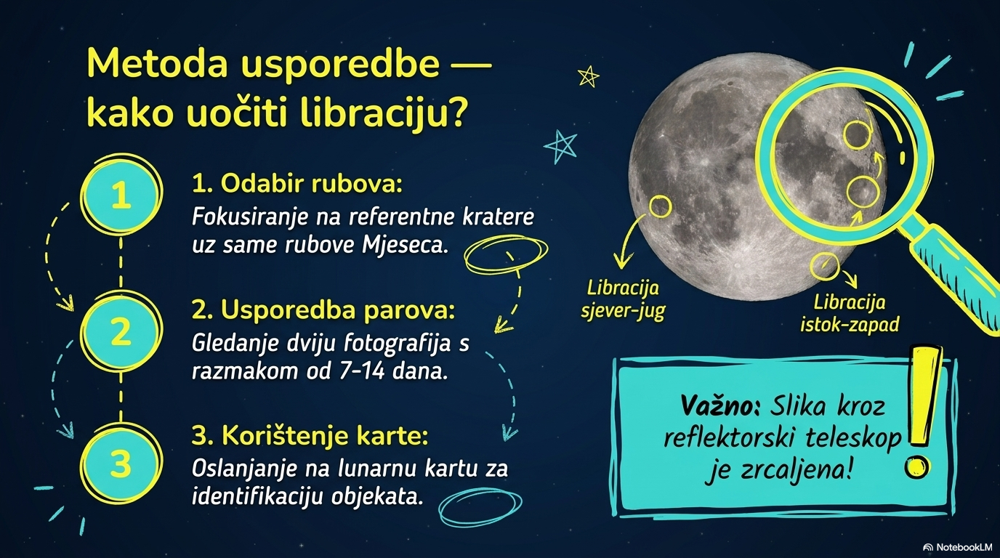 Metoda usporedbe —
kako uočiti libraciju?
1
1. Odabir rubova:
Fokusiranje na referentne kratere
uz same rubove Mjeseca.
2
2. Usporedba parova:
Gledanje dviju fotografija s
razmakom od 7-14 dana.
3
3. Korištenje karte:
Oslanjanje na lunarnu kartu za
identifikaciju objekata.
Libracija
sjever-jug
Libracija
istok-zapad
Važno: Slika kroz
reflektorski teleskop
je zrcaljena!
NotebookLM